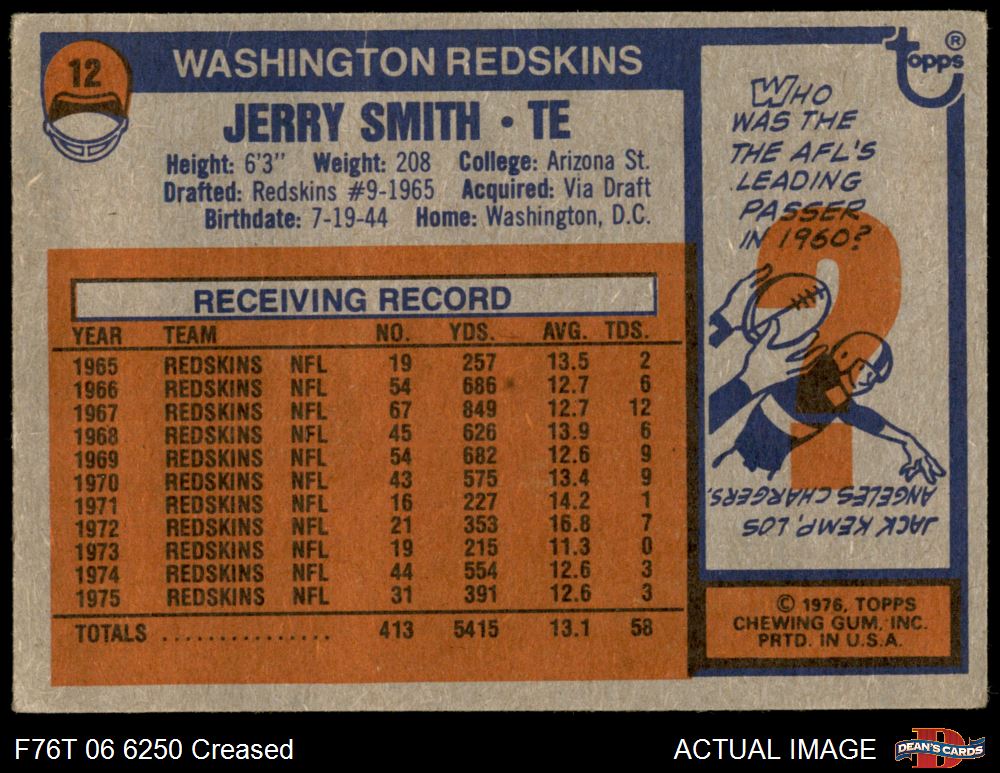 12
WASHINGTON REDSKINS
JERRY SMITH • TE
Height: 6'3" Weight: 208 College: Arizona St.
Drafted: Redskins #9-1965 Acquired: Via Draft
Birthdate: 7-19-44 Home: Washington, D.C.
RECEIVING RECORD
YEAR TEAM NO. YDS. AVG. TDS.
1965 REDSKINS NFL 19 257 13.5 2
1966 REDSKINS NFL 54 686 12.7 6
1967 REDSKINS NFL 67 849 12.7 12
1968 REDSKINS NFL 45 626 13.9 6
1969 REDSKINS NFL 54 682 12.6 9
1970 REDSKINS NFL 43 575 13.4 9
1971 REDSKINS NFL 16 227 14.2 1
1972 REDSKINS NFL 21 353 16.8 7
1973 REDSKINS NFL 19 215 11.3 0
1974 REDSKINS NFL 44 554 12.6 3
1975 REDSKINS NFL 31 391 12.6 3
TOTALS ................ 413 5415 13.1 58
topps ®
WHO
WAS THE
THE AFL'S
LEADING
PASSER
IN 1960?
?
JACK KEMP, LOS
ANGELES CHARGERS.
© 1976, TOPPS
CHEWING GUM, INC.
PRTD. IN U.S.A.
F76T 06 6250 Creased
ACTUAL IMAGE
D
DEAN'S CARDS